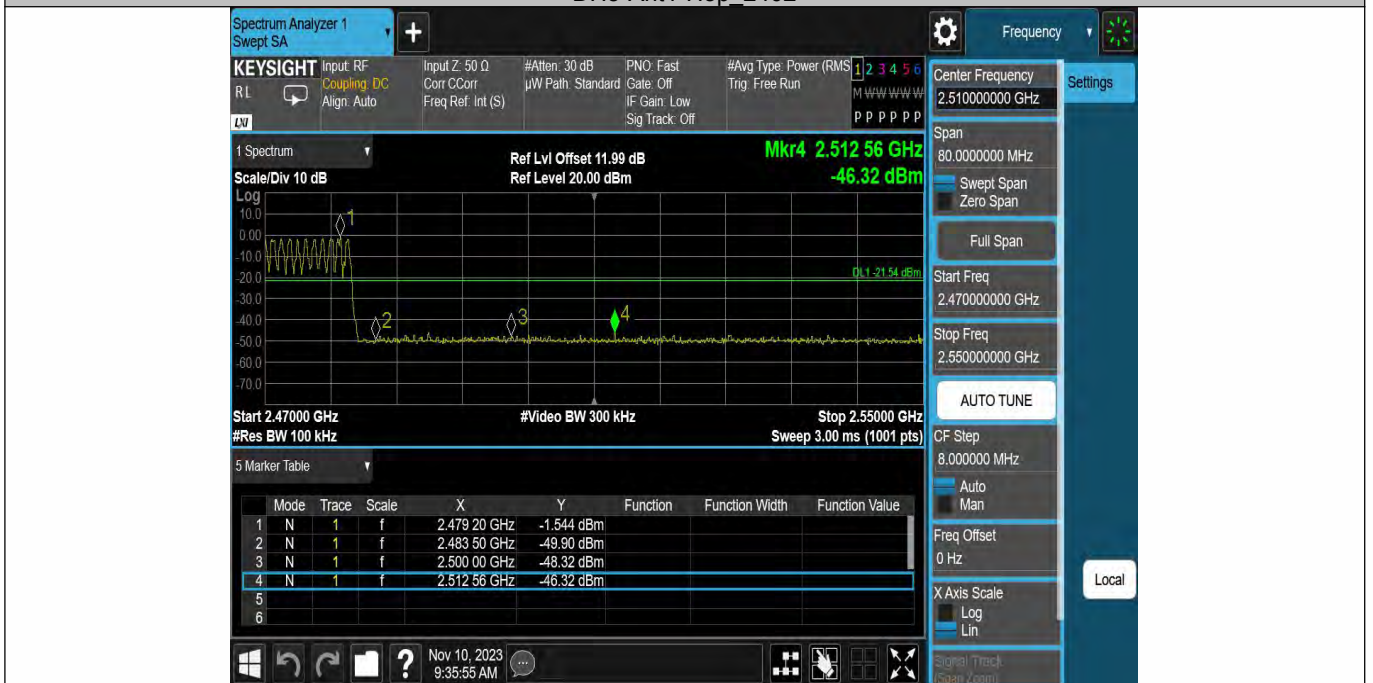 Spectrum Analyzer 1
Swept SA
+
Frequency
KEYSIGHT
RL
LXI
Input: RF
Coupling: DC
Align: Auto
Input Z: 50 Ω
Corr CCorr
Freq Ref: Int (S)
#Atten: 30 dB
µW Path: Standard
PNO: Fast
Gate: Off
IF Gain: Low
Sig Track: Off
#Avg Type: Power (RMS
Trig: Free Run
1 2 3 4 5 6
M W W W W W
P P P P P P
Center Frequency
2.510000000 GHz
Settings
1 Spectrum
Scale/Div 10 dB
Ref Lvl Offset 11.99 dB
Ref Level 20.00 dBm
Mkr4 2.512 56 GHz
-46.32 dBm
Log
10.0
0.00
-10.0
-20.0
-30.0
-40.0
-50.0
-60.0
-70.0
1
2
3
4
DL1 -21.54 dBm
Start 2.47000 GHz
#Res BW 100 kHz
#Video BW 300 kHz
Stop 2.55000 GHz
Sweep 3.00 ms (1001 pts)
Span
80.0000000 MHz
Swept Span
Zero Span
Full Span
Start Freq
2.470000000 GHz
Stop Freq
2.550000000 GHz
AUTO TUNE
CF Step
8.000000 MHz
Auto
Man
Freq Offset
0 Hz
X Axis Scale
Log
Lin
Signal Track
(Span Zoom)
Local
5 Marker Table
Mode Trace Scale X Y Function Function Width Function Value
1 N 1 f 2.479 20 GHz -1.544 dBm
2 N 1 f 2.483 50 GHz -49.90 dBm
3 N 1 f 2.500 00 GHz -48.32 dBm
4 N 1 f 2.512 56 GHz -46.32 dBm
5
6
?
Nov 10, 2023
9:35:55 AM